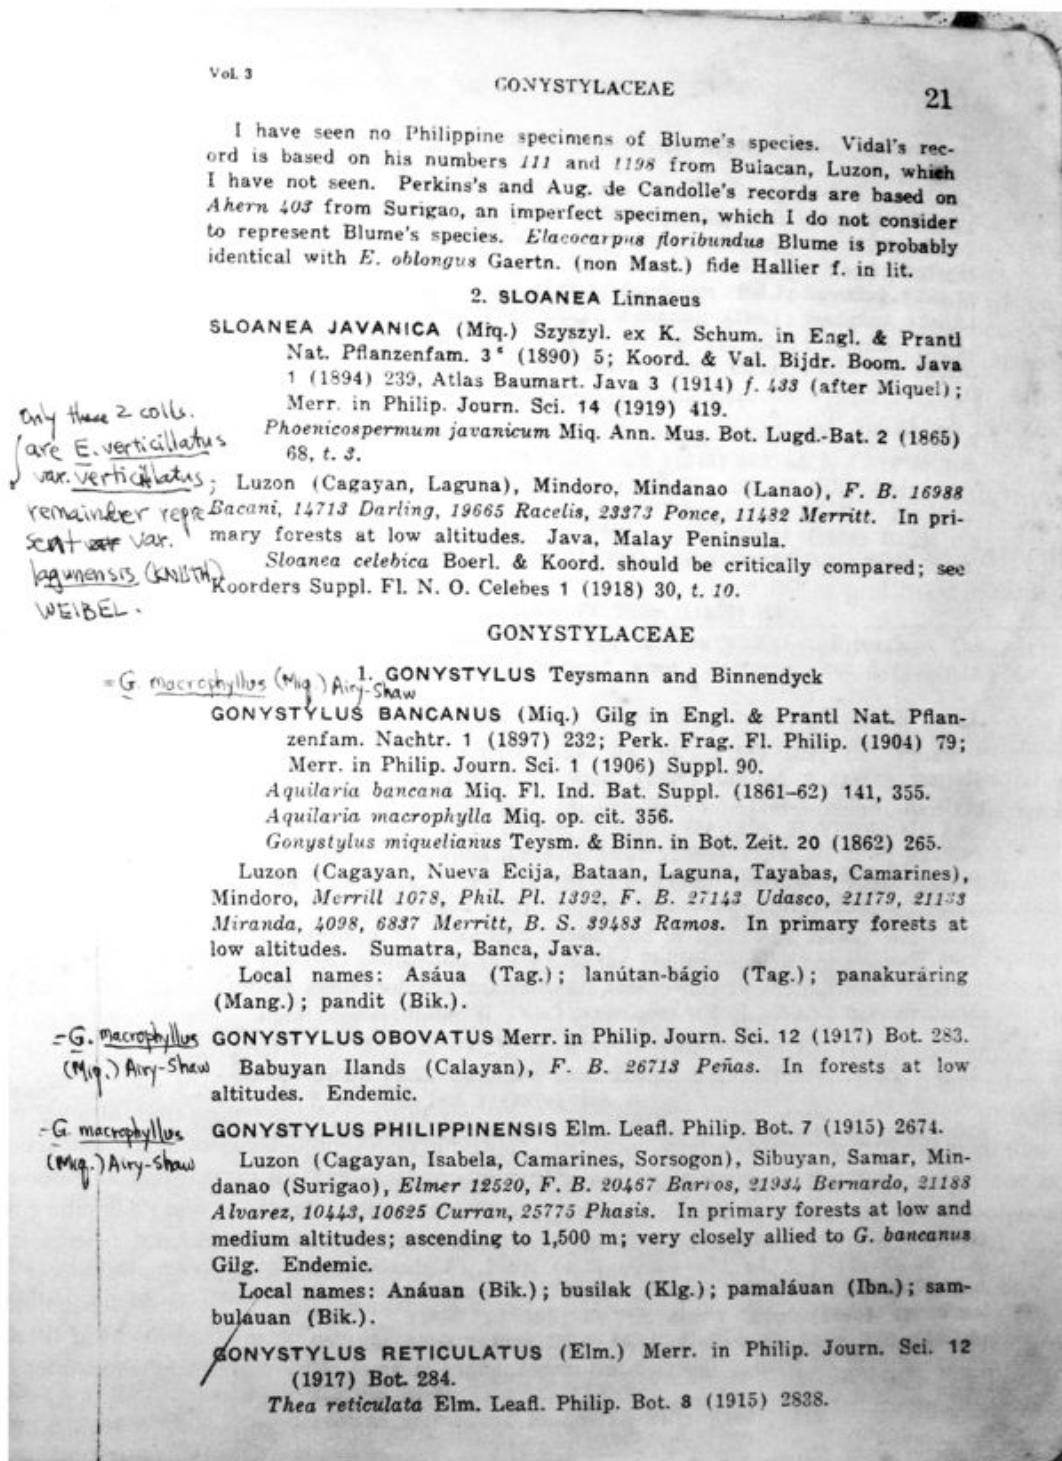 Vol. 3
GONYSTYLACEAE
21
I have seen no Philippine specimens of Blume's species. Vidal's rec-
ord is based on his numbers 111 and 1198 from Bulacan, Luzon, which
I have not seen. Perkins's and Aug. de Candolle's records are based on
Ahern 403 from Surigao, an imperfect specimen, which I do not consider
to represent Blume's species. Elaeocarpus floribundus Blume is probably
identical with E. oblongus Gaertn. (non Mast.) fide Hallier f. in lit.
2. SLOANEA Linnaeus
SLOANEA JAVANICA (Miq.) Szyszyl. ex K. Schum. in Engl. & Prantl
Nat. Pflanzenfam. 3⁶ (1890) 5; Koord. & Val. Bijdr. Boom. Java
1 (1894) 239, Atlas Baumart. Java 3 (1914) f. 433 (after Miquel);
Merr. in Philip. Journ. Sci. 14 (1919) 419.
Phoenicospermum javanicum Miq. Ann. Mus. Bot. Lugd.-Bat. 2 (1865)
68, t. 3.
Only these 2 colls.
are E. verticillatus
var. verticillatus;
remainder repre-
sent var.
lagunensis (KNUTH)
WEIBEL.
Luzon (Cagayan, Laguna), Mindoro, Mindanao (Lanao), F. B. 16988
Bacani, 14713 Darling, 19665 Racelis, 23373 Ponce, 11482 Merritt. In pri-
mary forests at low altitudes. Java, Malay Peninsula.
Sloanea celebica Boerl. & Koord. should be critically compared; see
Koorders Suppl. Fl. N. O. Celebes 1 (1918) 30, t. 10.
GONYSTYLACEAE
1. GONYSTYLUS Teysmann and Binnendyck
= G. macrophyllus (Miq.) Airy-Shaw
GONYSTYLUS BANCANUS (Miq.) Gilg in Engl. & Prantl Nat. Pflan-
zenfam. Nachtr. 1 (1897) 232; Perk. Frag. Fl. Philip. (1904) 79;
Merr. in Philip. Journ. Sci. 1 (1906) Suppl. 90.
Aquilaria bancana Miq. Fl. Ind. Bat. Suppl. (1861–62) 141, 355.
Aquilaria macrophylla Miq. op. cit. 356.
Gonystylus miquelianus Teysm. & Binn. in Bot. Zeit. 20 (1862) 265.
Luzon (Cagayan, Nueva Ecija, Bataan, Laguna, Tayabas, Camarines),
Mindoro, Merrill 1078, Phil. Pl. 1392, F. B. 27143 Udasco, 21179, 21133
Miranda, 4098, 6837 Merritt, B. S. 39483 Ramos. In primary forests at
low altitudes. Sumatra, Banca, Java.
Local names: Asáua (Tag.); lanútan-bágio (Tag.); panakuráring
(Mang.); pandit (Bik.).
= G. macrophyllus
(Miq.) Airy-Shaw
GONYSTYLUS OBOVATUS Merr. in Philip. Journ. Sci. 12 (1917) Bot. 283.
Babuyan Ilands (Calayan), F. B. 26713 Peñas. In forests at low
altitudes. Endemic.
= G. macrophyllus
(Miq.) Airy-Shaw
GONYSTYLUS PHILIPPINENSIS Elm. Leafl. Philip. Bot. 7 (1915) 2674.
Luzon (Cagayan, Isabela, Camarines, Sorsogon), Sibuyan, Samar, Min-
danao (Surigao), Elmer 12520, F. B. 20467 Barros, 21934 Bernardo, 21188
Alvarez, 10443, 10625 Curran, 25775 Phasis. In primary forests at low and
medium altitudes; ascending to 1,500 m; very closely allied to G. bancanus
Gilg. Endemic.
Local names: Anáuan (Bik.); busilak (Klg.); pamaláuan (Ibn.); sam-
bulauan (Bik.).
GONYSTYLUS RETICULATUS (Elm.) Merr. in Philip. Journ. Sci. 12
(1917) Bot. 284.
Thea reticulata Elm. Leafl. Philip. Bot. 8 (1915) 2838.